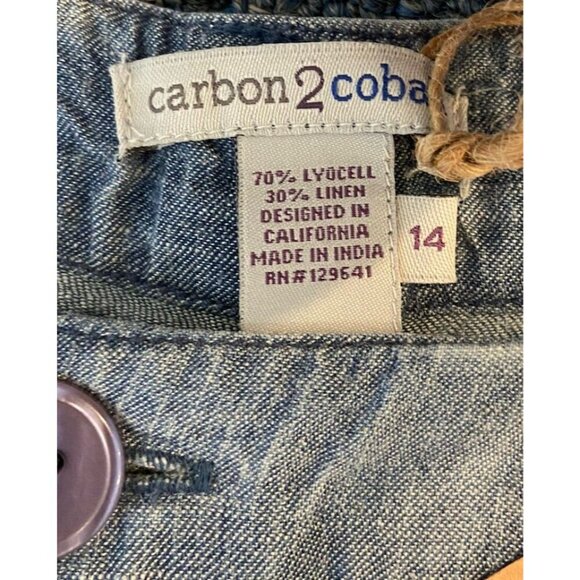 carbon2coba
70% LYOCELL
30% LINEN
DESIGNED IN
CALIFORNIA
MADE IN INDIA
RN#129641
14